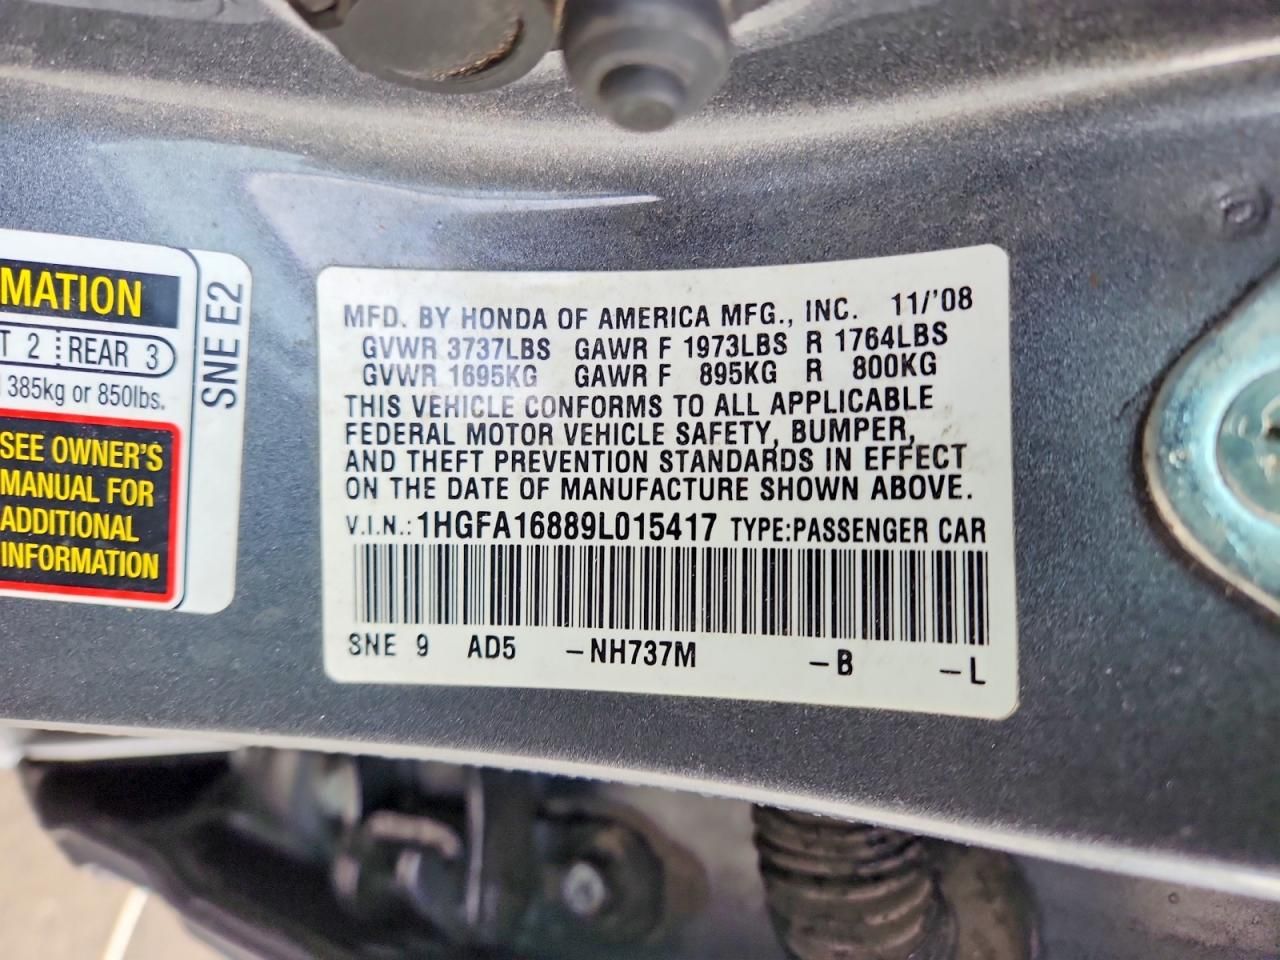 MATION
T 2 REAR 3
385kg or 850lbs.
SEE OWNER'S
MANUAL FOR
ADDITIONAL
INFORMATION
SNE E2
MFD. BY HONDA OF AMERICA MFG., INC. 11/'08
GVWR 3737LBS GAWR F 1973LBS R 1764LBS
GVWR 1695KG GAWR F 895KG R 800KG
THIS VEHICLE CONFORMS TO ALL APPLICABLE
FEDERAL MOTOR VEHICLE SAFETY, BUMPER,
AND THEFT PREVENTION STANDARDS IN EFFECT
ON THE DATE OF MANUFACTURE SHOWN ABOVE.
V.I.N.: 1HGFA16889L015417 TYPE:PASSENGER CAR
SNE 9 AD5 -NH737M -B -L